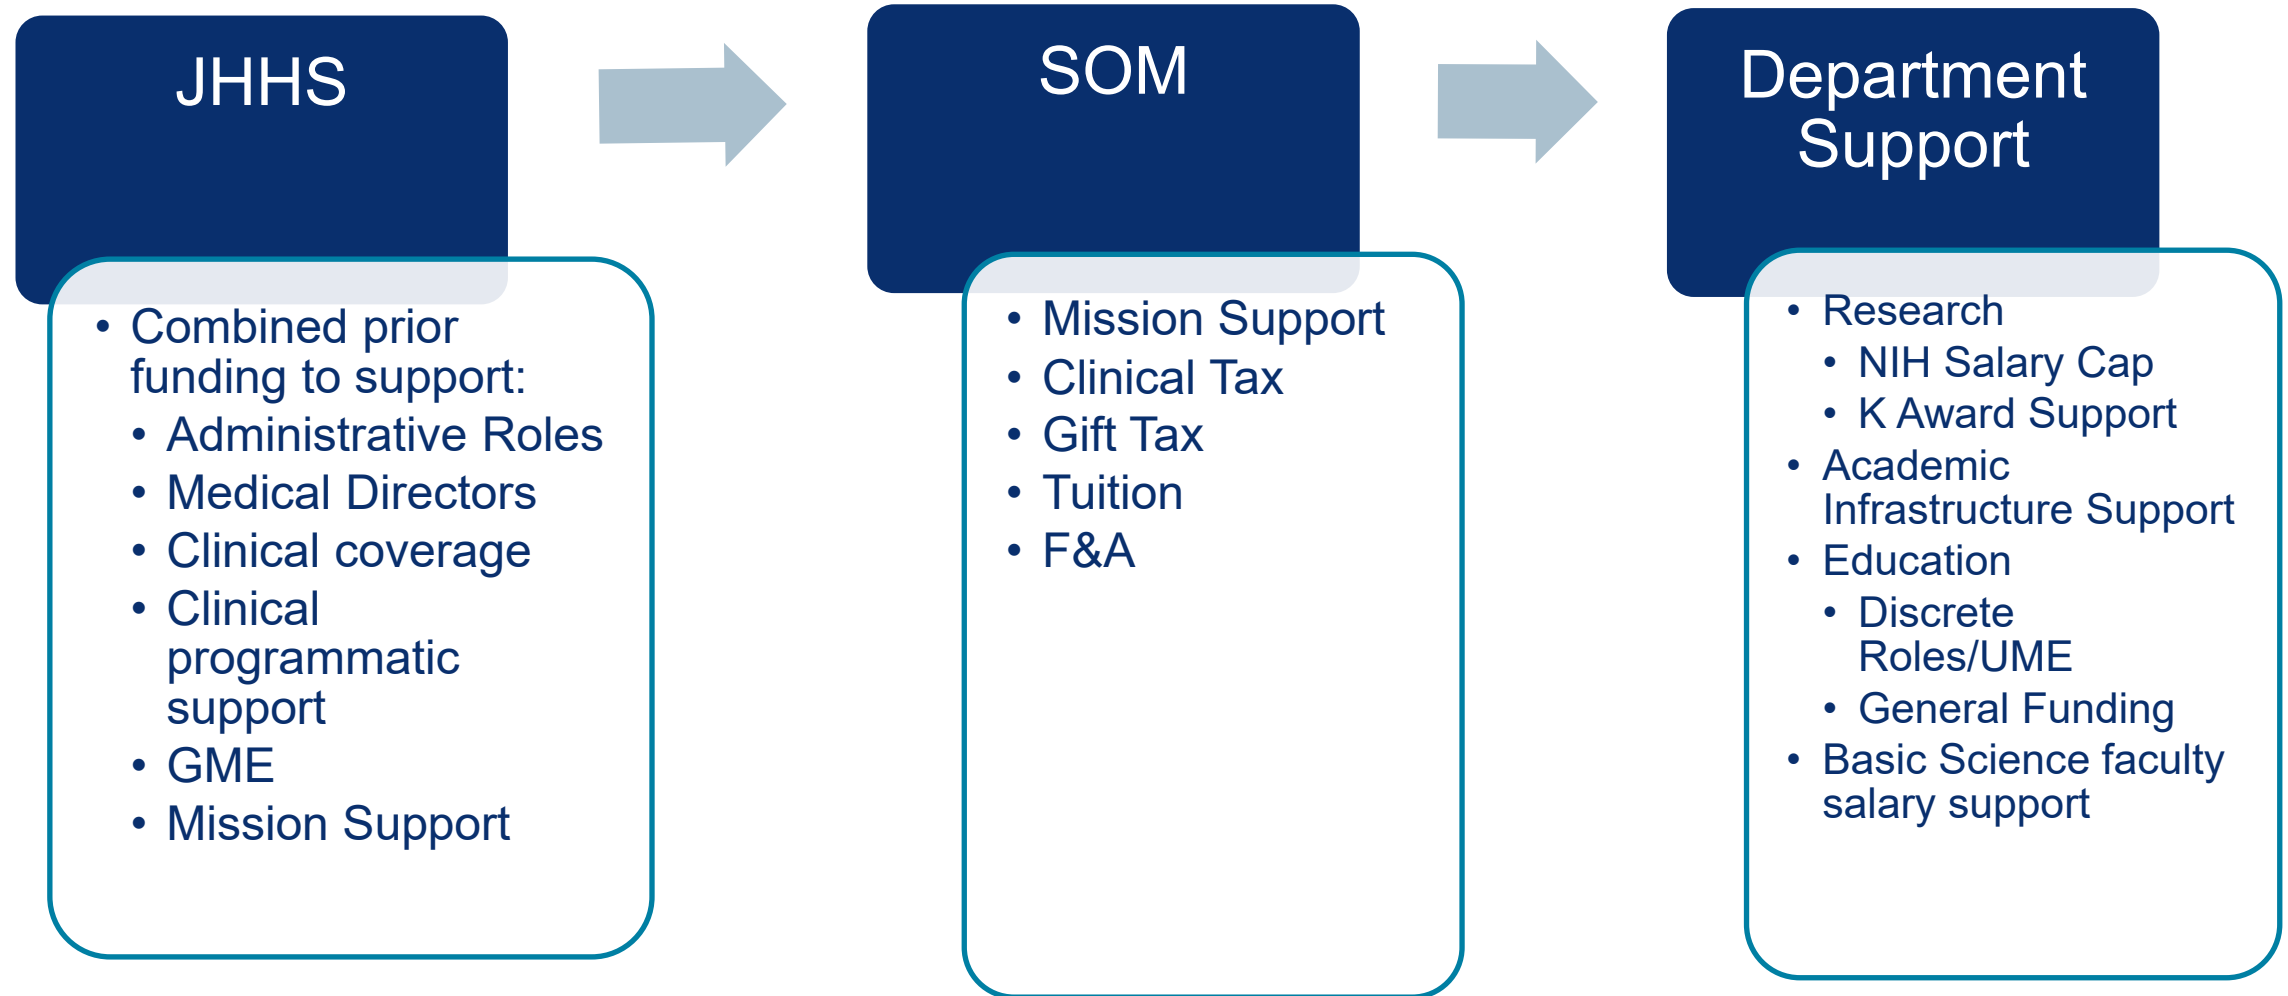 JHHS
• Combined prior
funding to support:
• Administrative Roles
• Medical Directors
• Clinical coverage
• Clinical
programmatic
support
• GME
• Mission Support
SOM
• Mission Support
• Clinical Tax
• Gift Tax
• Tuition
• F&A
Department
Support
• Research
• NIH Salary Cap
• K Award Support
• Academic
Infrastructure Support
• Education
• Discrete
Roles/UME
• General Funding
• Basic Science faculty
salary support